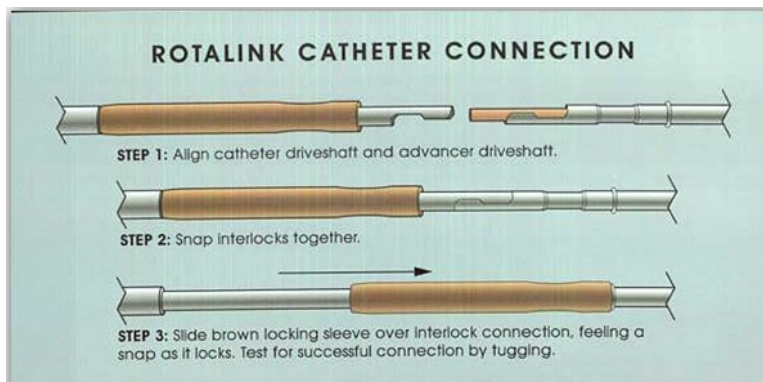 ROTALINK CATHETER CONNECTION
STEP 1: Align catheter driveshaft and advancer driveshaft.
STEP 2: Snap interlocks together.
STEP 3: Slide brown locking sleeve over interlock connection, feeling a
snap as it locks. Test for successful connection by tugging.